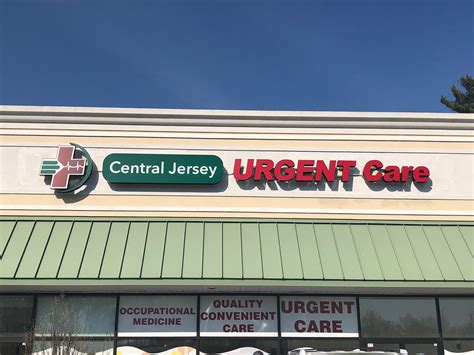 Central Jersey URGENT Care
OCCUPATIONAL
MEDICINE
QUALITY
CONVENIENT
CARE
URGENT
CARE